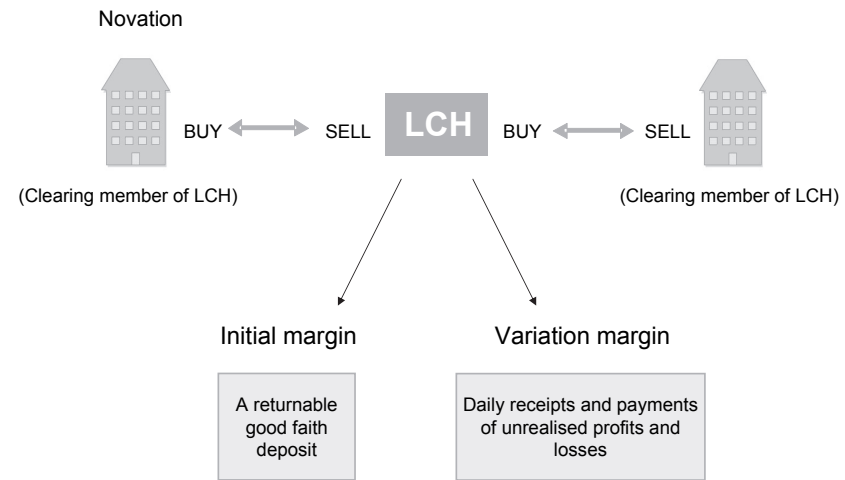 Novation
BUY
SELL
LCH
BUY
SELL
(Clearing member of LCH)
(Clearing member of LCH)
Initial margin
Variation margin
A returnable
good faith
deposit
Daily receipts and payments
of unrealised profits and
losses